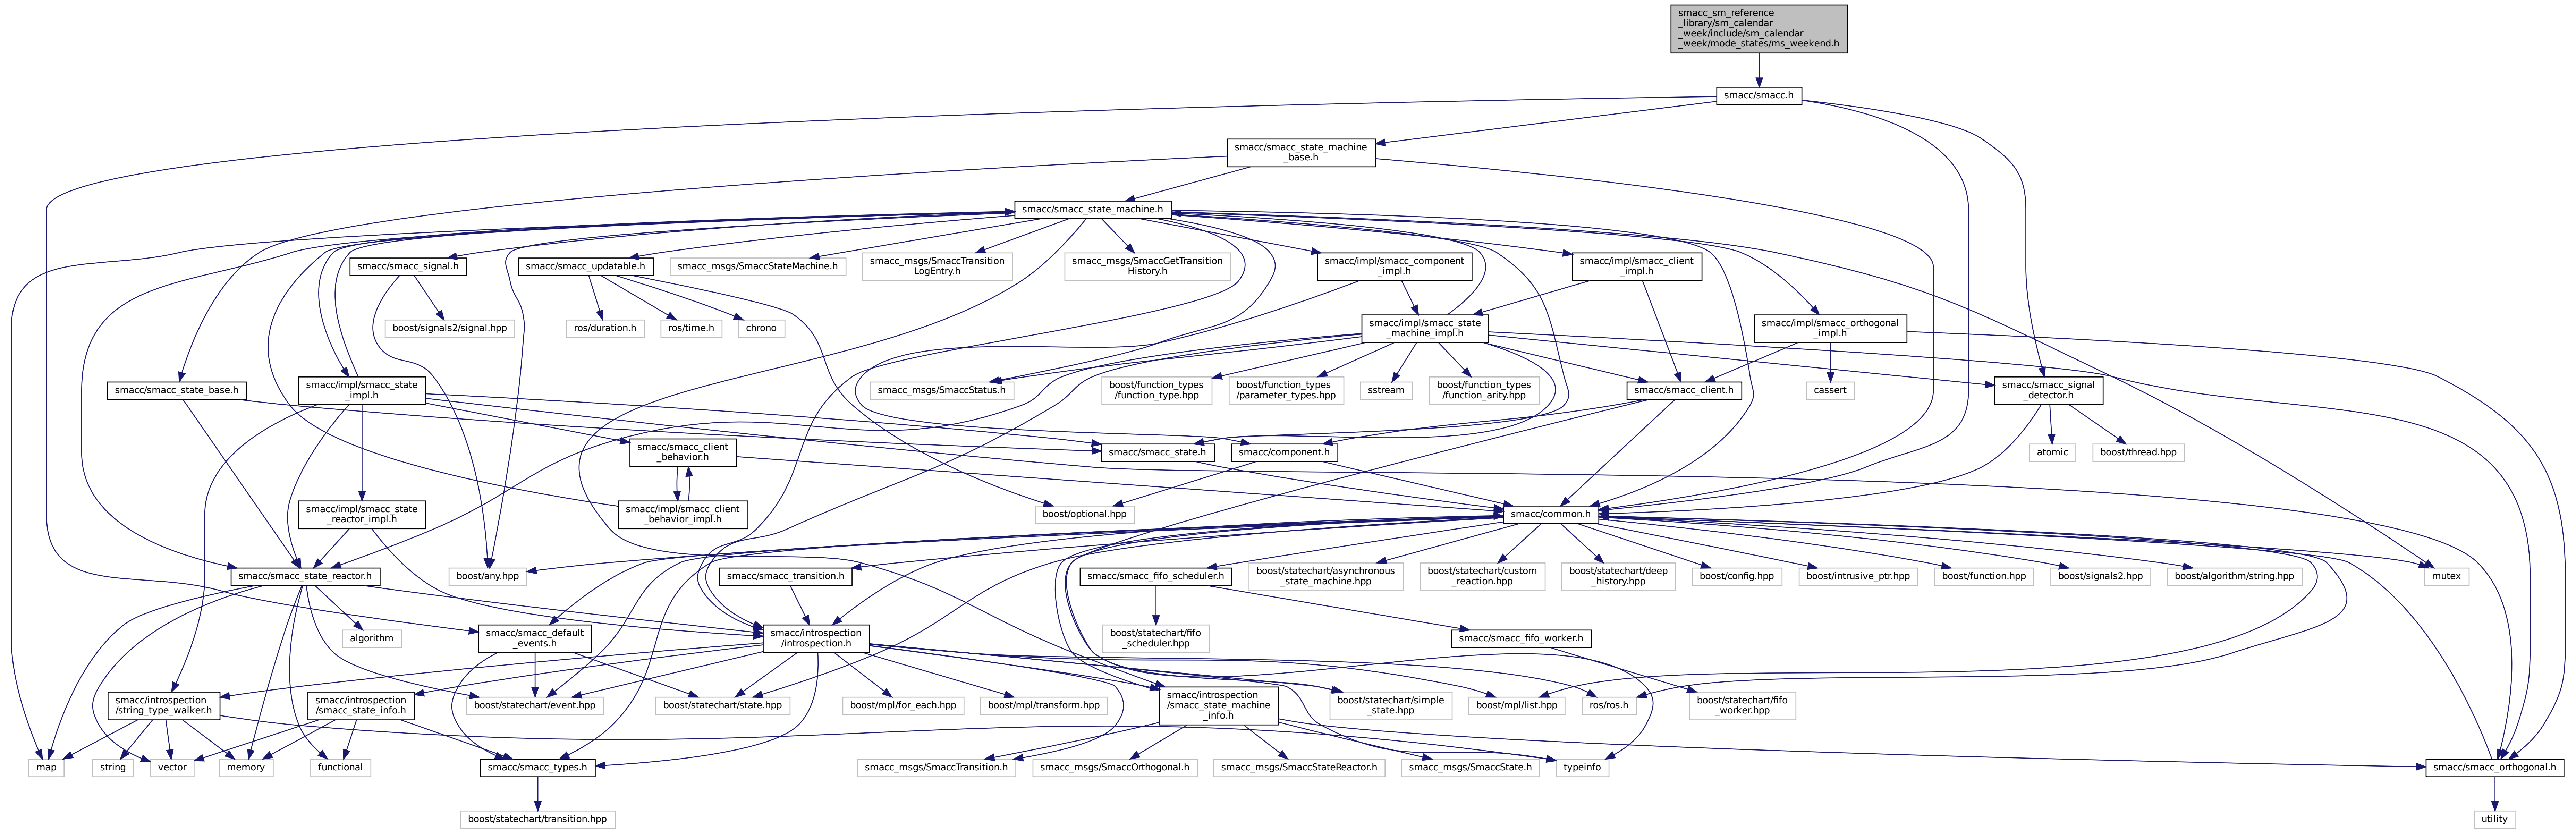 smacc_sm_reference
_library/sm_calendar
_week/include/sm_calendar
_week/mode_states/ms_weekend.h
smacc/smacc.h
smacc/smacc_state_machine
_base.h
smacc/smacc_state_machine.h
smacc/smacc_signal.h
smacc/smacc_updatable.h
smacc_msgs/SmaccStateMachine.h
smacc_msgs/SmaccTransition
LogEntry.h
smacc_msgs/SmaccGetTransition
History.h
smacc/impl/smacc_component
_impl.h
smacc/impl/smacc_client
_impl.h
boost/signals2/signal.hpp
ros/duration.h
ros/time.h
chrono
smacc/impl/smacc_state
_machine_impl.h
smacc/impl/smacc_orthogonal
_impl.h
smacc/smacc_state_base.h
smacc/impl/smacc_state
_impl.h
smacc_msgs/SmaccStatus.h
boost/function_types
/function_type.hpp
boost/function_types
/parameter_types.hpp
sstream
boost/function_types
/function_arity.hpp
smacc/smacc_client.h
cassert
smacc/smacc_signal
_detector.h
smacc/smacc_client
_behavior.h
smacc/smacc_state.h
smacc/component.h
atomic
boost/thread.hpp
smacc/impl/smacc_state
_reactor_impl.h
smacc/impl/smacc_client
_behavior_impl.h
boost/optional.hpp
smacc/common.h
smacc/smacc_state_reactor.h
boost/any.hpp
smacc/smacc_transition.h
smacc/smacc_fifo_scheduler.h
boost/statechart/asynchronous
_state_machine.hpp
boost/statechart/custom
_reaction.hpp
boost/statechart/deep
_history.hpp
boost/config.hpp
boost/intrusive_ptr.hpp
boost/function.hpp
boost/signals2.hpp
boost/algorithm/string.hpp
mutex
algorithm
smacc/smacc_default
_events.h
smacc/introspection
/introspection.h
boost/statechart/fifo
_scheduler.hpp
smacc/smacc_fifo_worker.h
smacc/introspection
/string_type_walker.h
smacc/introspection
/smacc_state_info.h
boost/statechart/event.hpp
boost/statechart/state.hpp
boost/mpl/for_each.hpp
boost/mpl/transform.hpp
smacc/introspection
/smacc_state_machine
_info.h
boost/statechart/simple
_state.hpp
boost/mpl/list.hpp
ros/ros.h
boost/statechart/fifo
_worker.hpp
map
string
vector
memory
functional
smacc/smacc_types.h
smacc_msgs/SmaccTransition.h
smacc_msgs/SmaccOrthogonal.h
smacc_msgs/SmaccStateReactor.h
smacc_msgs/SmaccState.h
typeinfo
smacc/smacc_orthogonal.h
boost/statechart/transition.hpp
utility